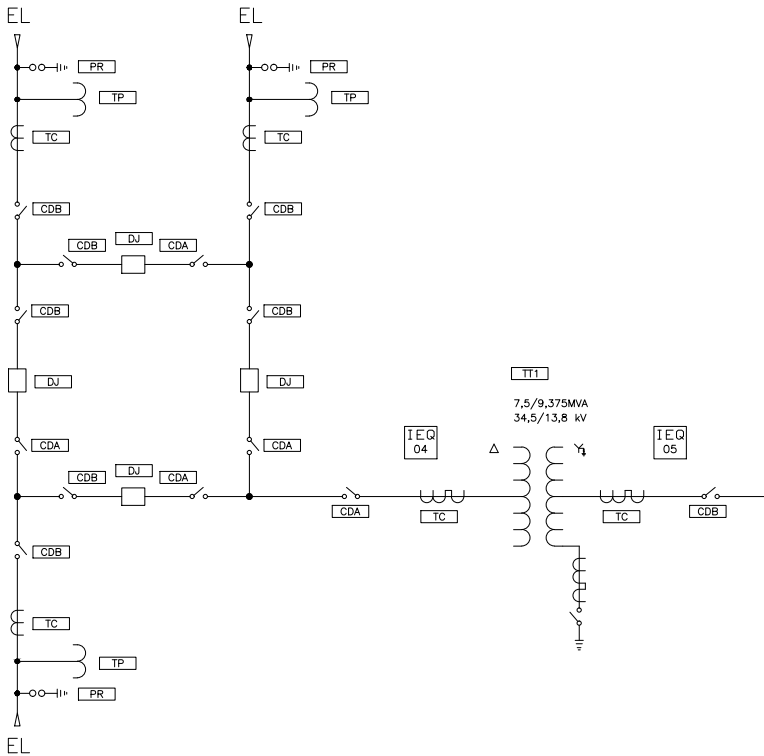 EL
EL
PR
PR
TP
TP
TC
TC
CDB
CDB
DJ
CDB
CDA
CDB
CDB
TT1
DJ
DJ
7,5/9,375MVA
34,5/13,8 kV
IEQ
04
IEQ
05
CDA
CDA
DJ
CDB
CDA
CDA
TC
TC
CDB
CDB
TC
TP
PR
EL